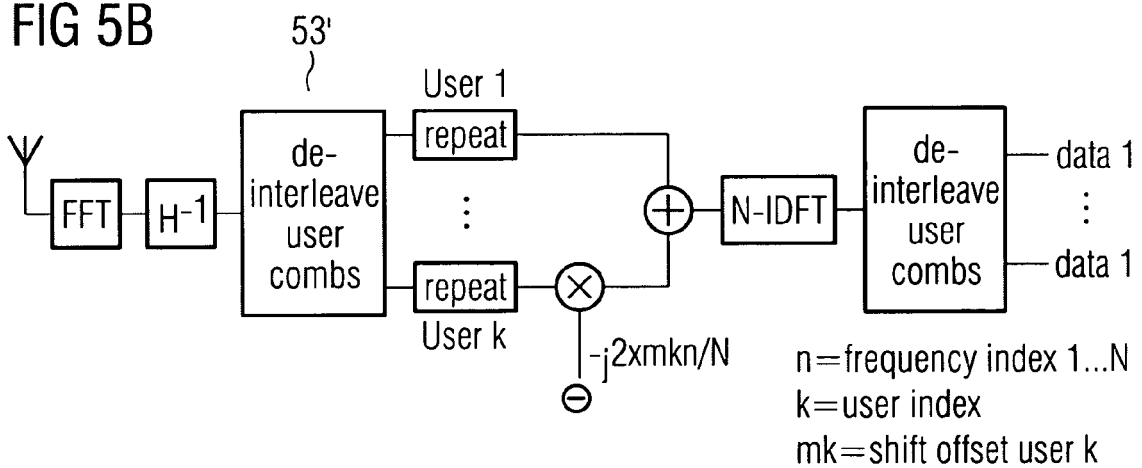 FIG 5B
53'
User 1
repeat
de-
interleave
user
combs
FFT
H-1
⋮
repeat
User k
-j2xmkn/N
N-IDFT
de-
interleave
user
combs
data 1
⋮
data 1
n=frequency index 1...N
k=user index
mk=shift offset user k